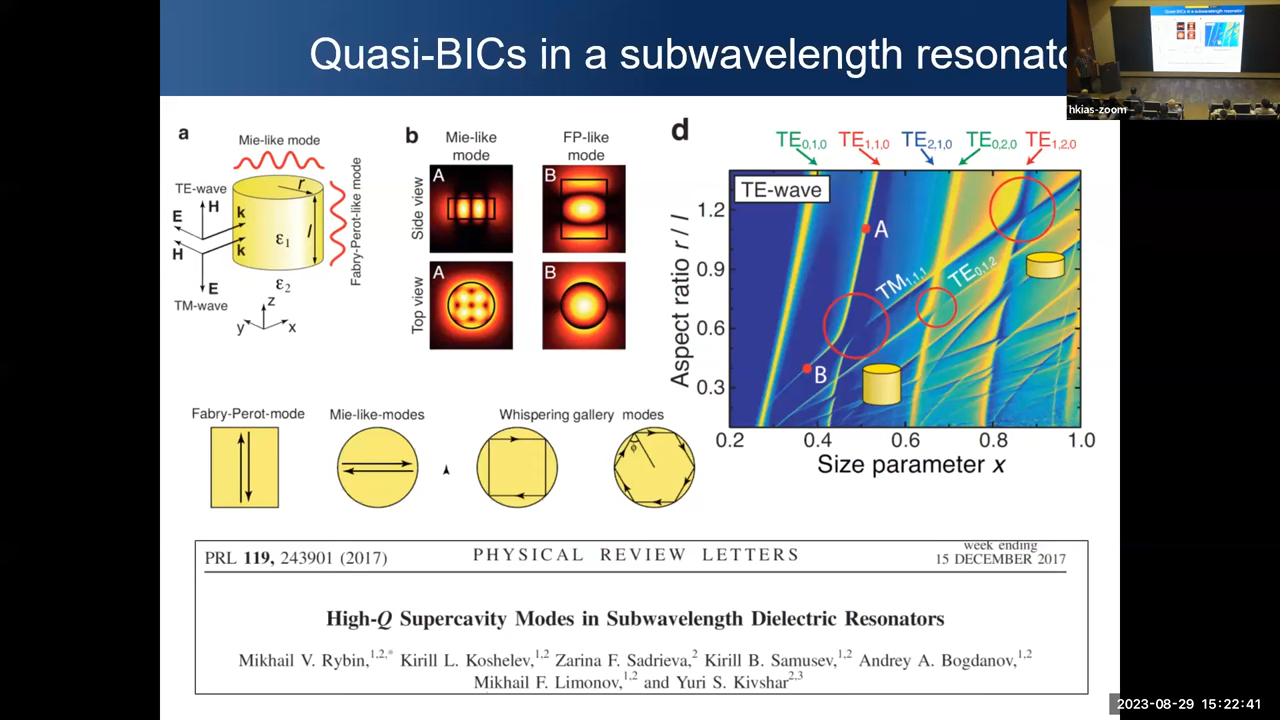 Quasi-BICs in a subwavelength resonato
Quasi-BICs in a subwavelength resonator
hkias-zoom
a
Mie-like mode
r
TE-wave
H
E
k
k
H
E
TM-wave
l
ε1
ε2
z
y
x
Fabry-Perot-like mode
b
Mie-like
mode
FP-like
mode
Side view
A
B
Top view
A
B
d
TE0,1,0 TE1,1,0 TE2,1,0 TE0,2,0 TE1,2,0
TE-wave
A
B
TM1,1,1
TE0,1,2
Aspect ratio r / l
1.2
0.9
0.6
0.3
0.2 0.4 0.6 0.8 1.0
Size parameter x
Fabry-Perot-mode
Mie-like-modes
Whispering gallery modes
φ
PRL 119, 243901 (2017)
PHYSICAL REVIEW LETTERS
week ending
15 DECEMBER 2017
High-Q Supercavity Modes in Subwavelength Dielectric Resonators
Mikhail V. Rybin,1,2,* Kirill L. Koshelev,1,2 Zarina F. Sadrieva,2 Kirill B. Samusev,1,2 Andrey A. Bogdanov,1,2
Mikhail F. Limonov,1,2 and Yuri S. Kivshar2,3
2023-08-29 15:22:41